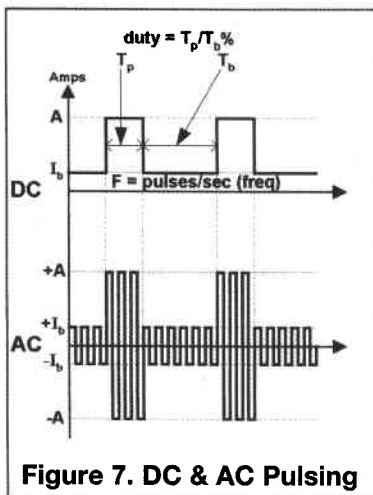 duty = Tp/Tb%
Tp Tb
Amps
A
Ib
DC
F = pulses/sec (freq)
+A
+Ib
AC
-Ib
-A
Figure 7. DC & AC Pulsing